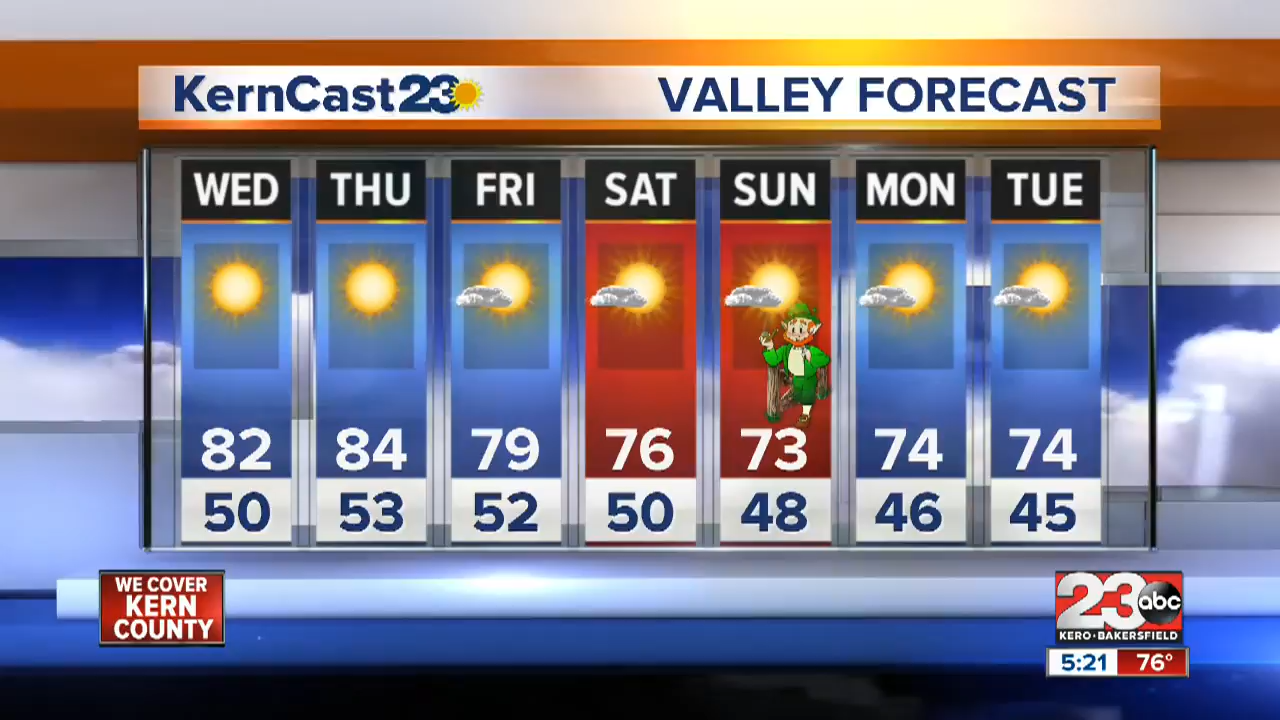 KernCast23
VALLEY FORECAST
WED THU FRI SAT SUN MON TUE
82 84 79 76 73 74 74
50 53 52 50 48 46 45
WE COVER
KERN
COUNTY
23 abc
KERO·BAKERSFIELD
5:21 76°